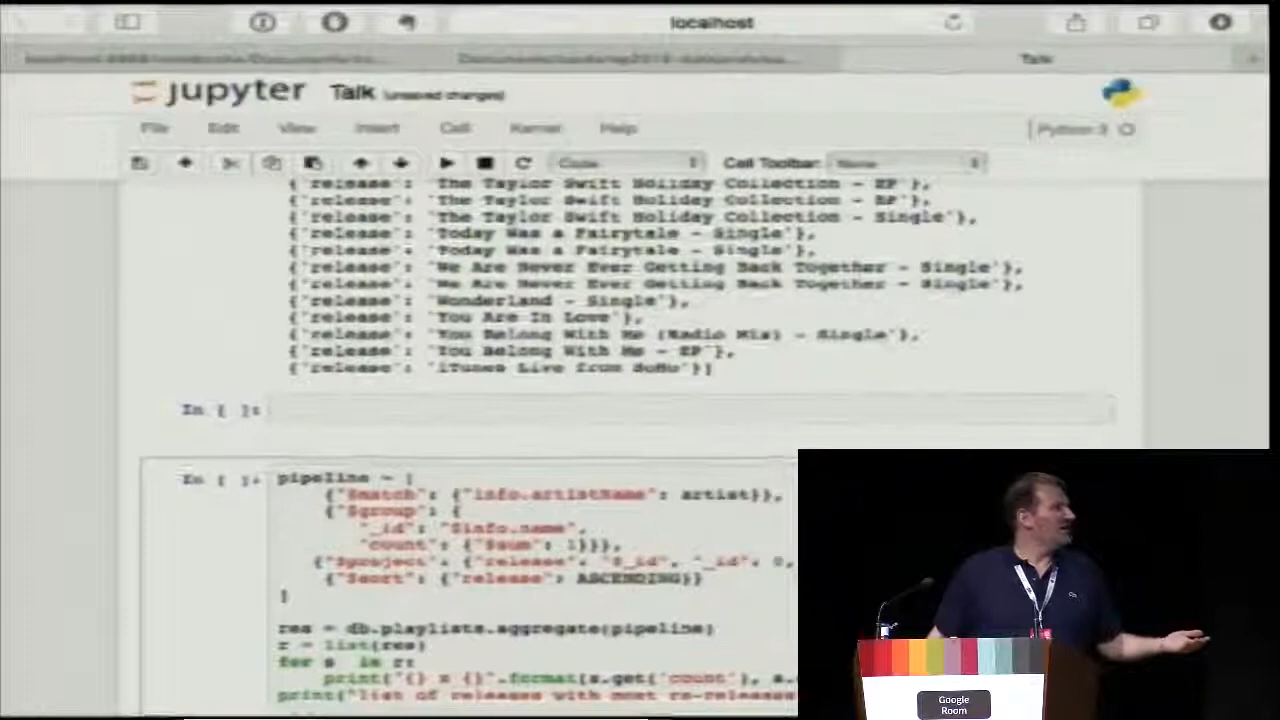 localhost
Talk
jupyter Talk (unsaved changes)
File Edit View Insert Cell Kernel Help
Python 3
Code
Cell Toolbar: None
{'release': 'The Taylor Swift Holiday Collection - EP'},
{'release': 'The Taylor Swift Holiday Collection - EP'},
{'release': 'The Taylor Swift Holiday Collection - Single'},
{'release': 'Today Was a Fairytale - Single'},
{'release': 'Today Was a Fairytale - Single'},
{'release': 'We Are Never Ever Getting Back Together - Single'},
{'release': 'We Are Never Ever Getting Back Together - Single'},
{'release': 'Wonderland - Single'},
{'release': 'You Are In Love'},
{'release': 'You Belong With Me (Radio Mix) - Single'},
{'release': 'You Belong With Me - EP'},
{'release': 'iTunes Live from SoHo'}]
In [ ]:
In [ ]:
pipeline = [
{"$match": {"info.artistName": artist}},
{"$group": {
"_id": "$info.name",
"count": {"$sum": 1}}},
{"$project": {"release": "$_id", "_id": 0,
{"$sort": {"release": ASCENDING}}
]
res = db.playlists.aggregate(pipeline)
r = list(res)
for s in r:
print("{} x {}".format(s.get('count'), s.
print("list of releases with most re-releases
Google
Room